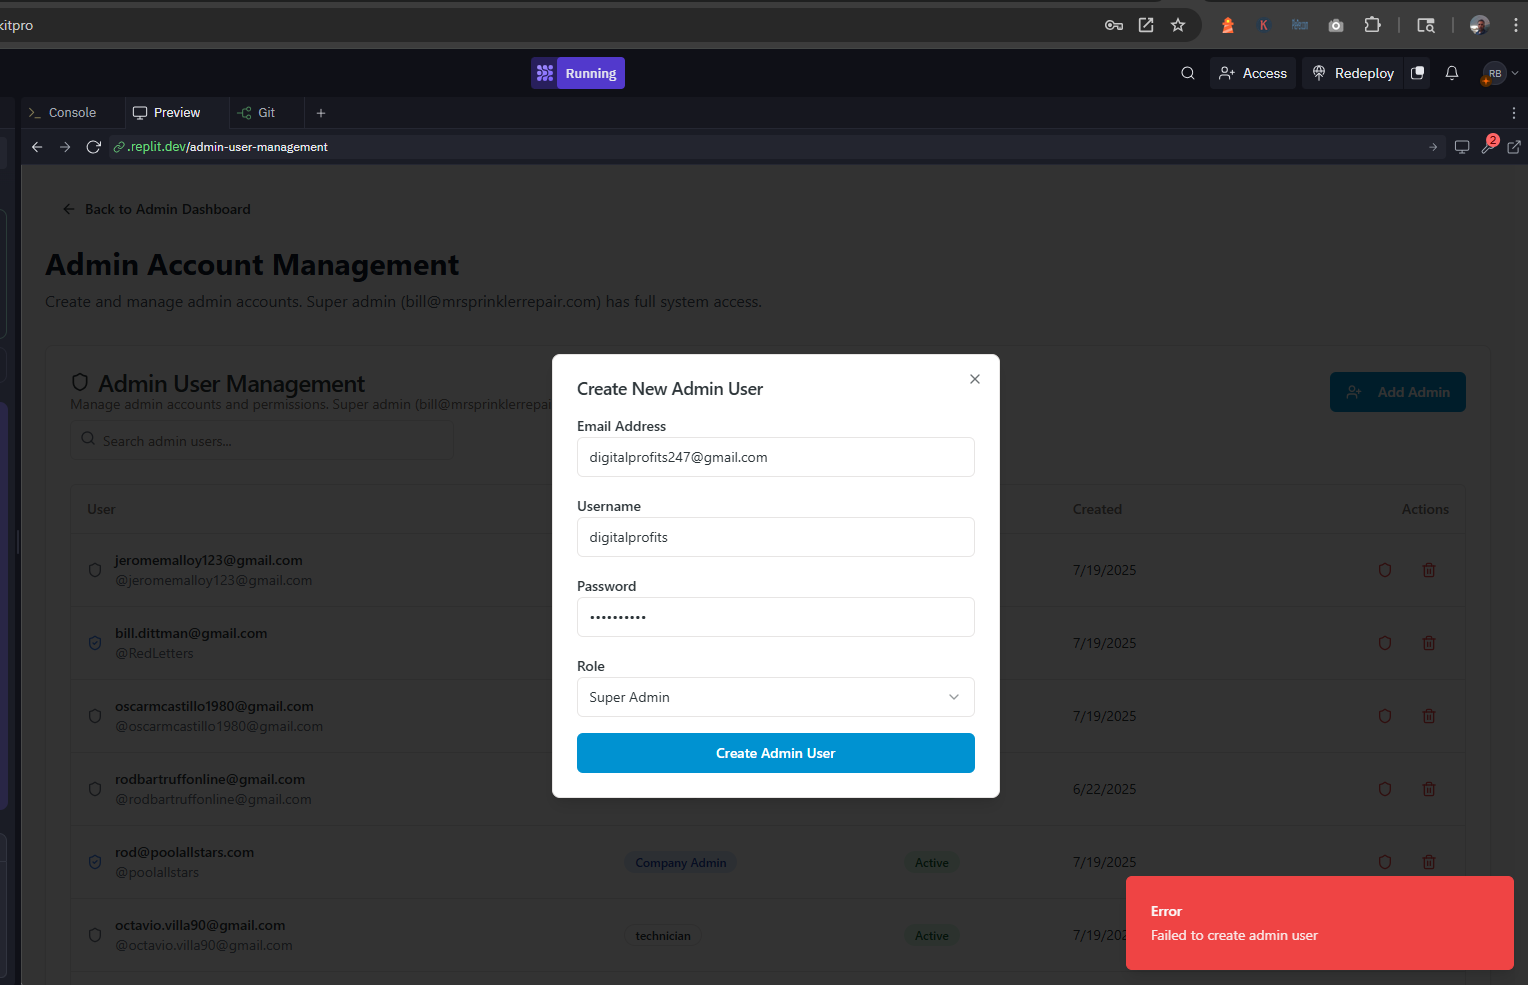 kitpro
K
Running
Access
Redeploy
RB
Console
Preview
Git
.replit.dev/admin-user-management
2
Back to Admin Dashboard
Admin Account Management
Create and manage admin accounts. Super admin (bill@mrsprinklerrepair.com) has full system access.
Admin User Management
Manage admin accounts and permissions. Super admin (bill@mrsprinklerrepai
Add Admin
Search admin users...
User
Created
Actions
jeromemalloy123@gmail.com
@jeromemalloy123@gmail.com
7/19/2025
bill.dittman@gmail.com
@RedLetters
7/19/2025
oscarmcastillo1980@gmail.com
@oscarmcastillo1980@gmail.com
7/19/2025
rodbartruffonline@gmail.com
@rodbartruffonline@gmail.com
6/22/2025
rod@poolallstars.com
@poolallstars
Company Admin
Active
7/19/2025
octavio.villa90@gmail.com
@octavio.villa90@gmail.com
technician
Active
7/19/202
Create New Admin User
Email Address
digitalprofits247@gmail.com
Username
digitalprofits
Password
••••••••••
Role
Super Admin
Create Admin User
Error
Failed to create admin user